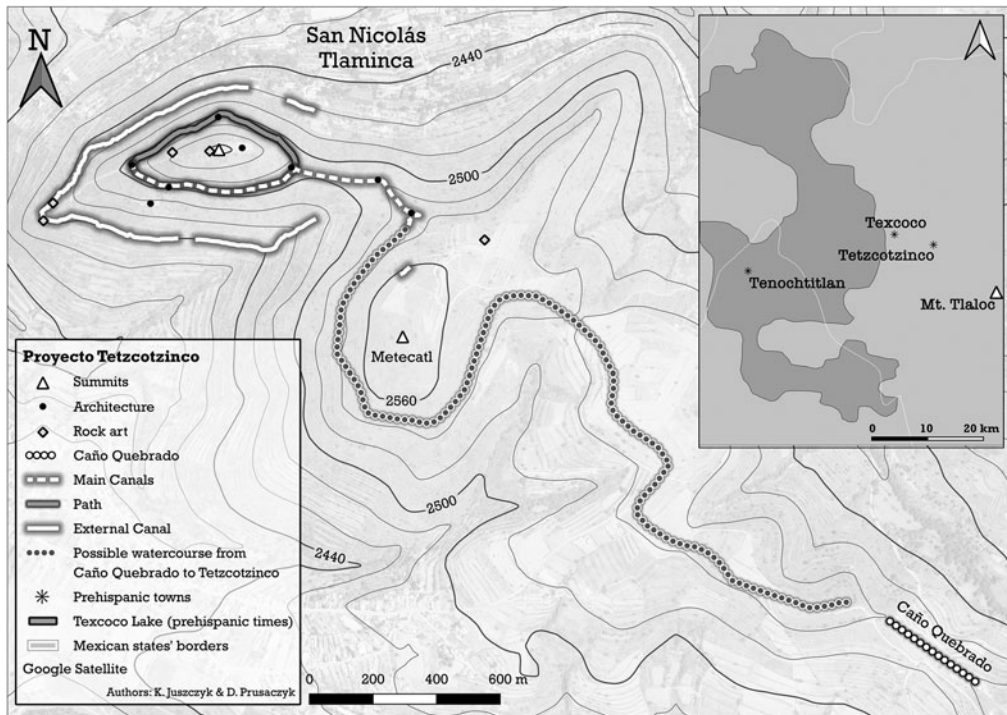 N
San Nicolás
Tlaminca
2440
2500
Metecatl
2560
2500
2440
Caño Quebrado
Texcoco
Tetzcotzinco
Tenochtitlan
Mt. Tlaloc
0 10 20 km
Proyecto Tetzcotzinco
Summits
Architecture
Rock art
Caño Quebrado
Main Canals
Path
External Canal
Possible watercourse from
Caño Quebrado to Tetzcotzinco
Prehispanic towns
Texcoco Lake (prehispanic times)
Mexican states' borders
Google Satellite
Authors: K. Juszczyk & D. Prusaczyk
0 200 400 600 m